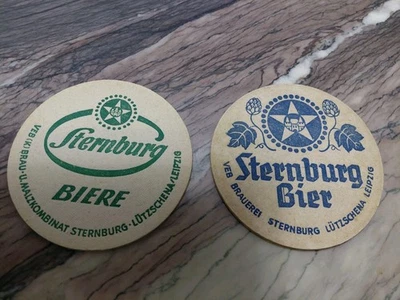 Sternburg
BIERE
VEB (K) BRAU-U. MALZKOMBINAT STERNBURG · LÜTZSCHENA/LEIPZIG
Sternburg
Bier
VEB BRAUEREI STERNBURG LÜTZSCHENA LEIPZIG